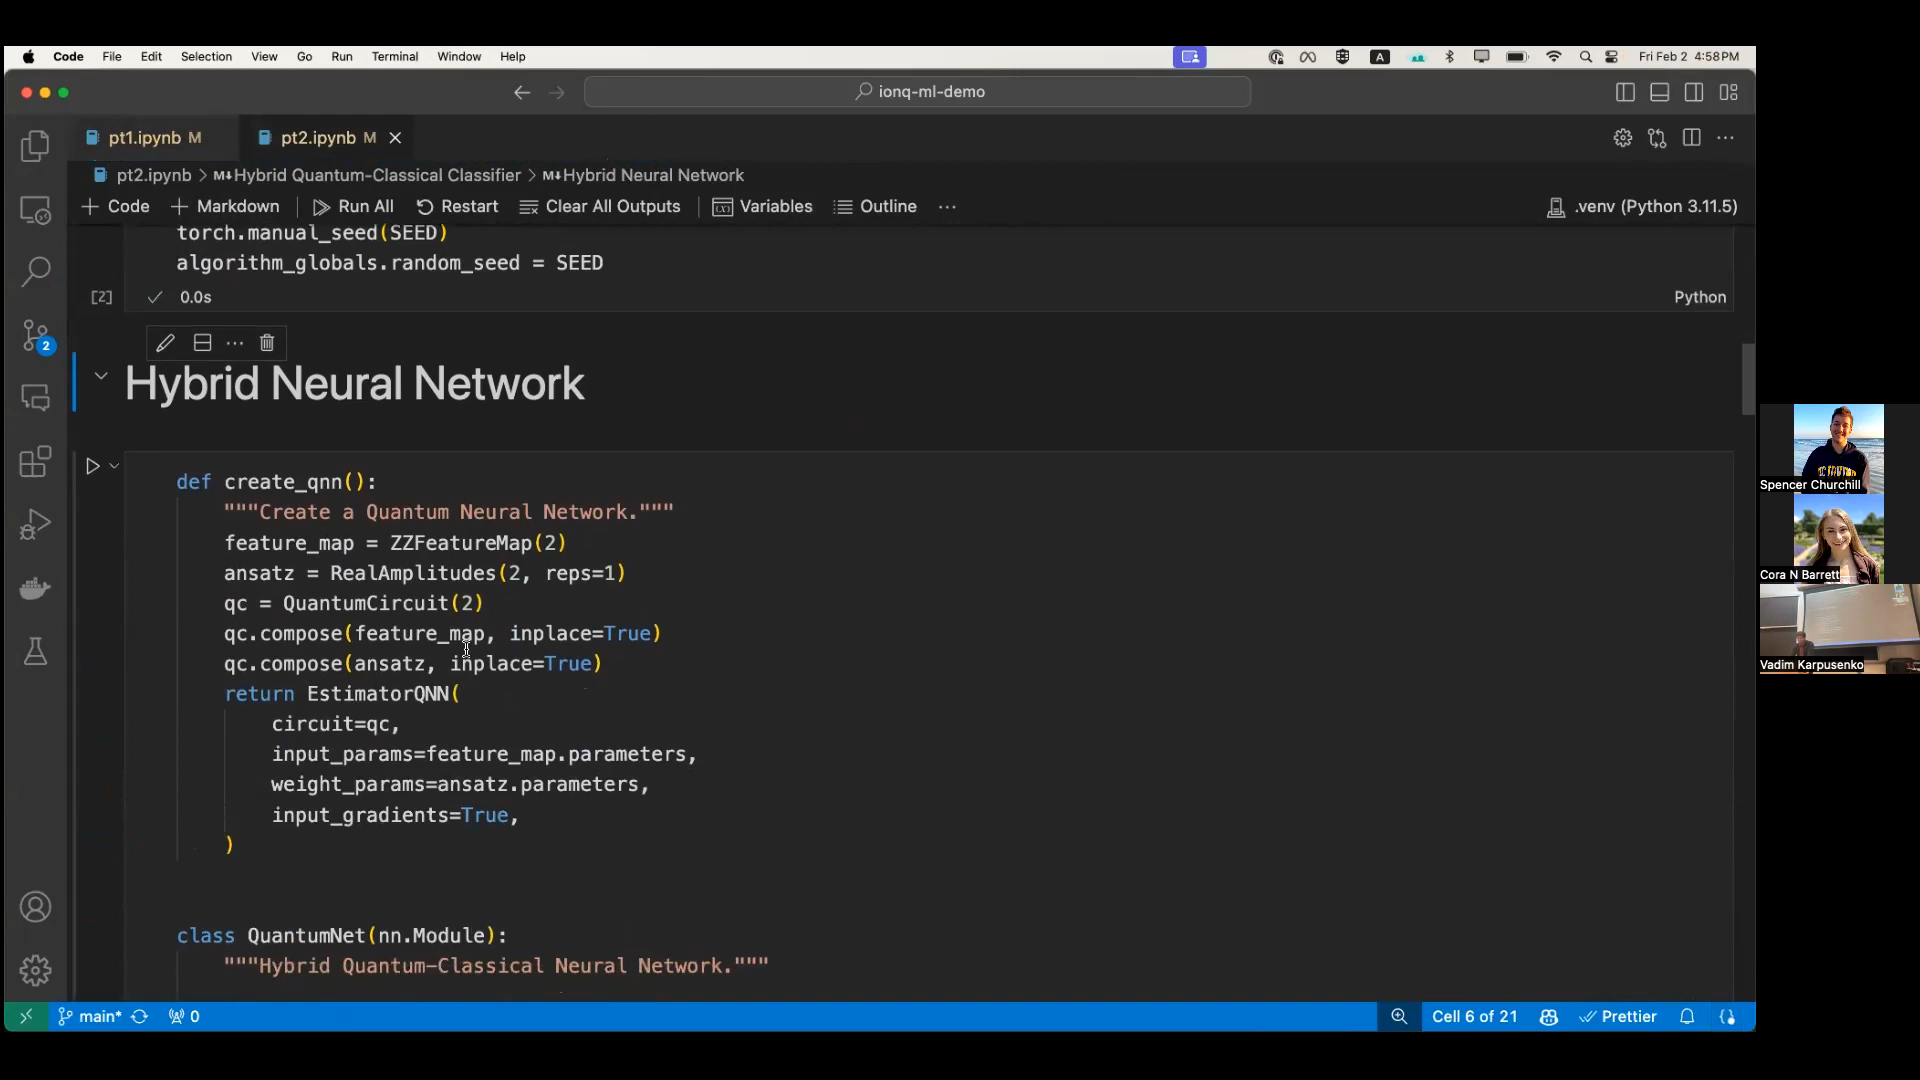 Code File Edit Selection View Go Run Terminal Window Help A Fri Feb 2 4:58PM
ionq-ml-demo
pt1.ipynb M pt2.ipynb M
pt2.ipynb > M↓Hybrid Quantum-Classical Classifier > M↓Hybrid Neural Network
+ Code + Markdown Run All Restart Clear All Outputs Variables Outline ... .venv (Python 3.11.5)
torch.manual_seed(SEED)
algorithm_globals.random_seed = SEED
[2] ✓ 0.0s Python
Hybrid Neural Network
def create_qnn():
"""Create a Quantum Neural Network."""
feature_map = ZZFeatureMap(2)
ansatz = RealAmplitudes(2, reps=1)
qc = QuantumCircuit(2)
qc.compose(feature_map, inplace=True)
qc.compose(ansatz, inplace=True)
return EstimatorQNN(
circuit=qc,
input_params=feature_map.parameters,
weight_params=ansatz.parameters,
input_gradients=True,
)
class QuantumNet(nn.Module):
"""Hybrid Quantum-Classical Neural Network."""
2
main* 0 Cell 6 of 21 Prettier
Spencer Churchill
Cora N Barrett
Vadim Karpusenko